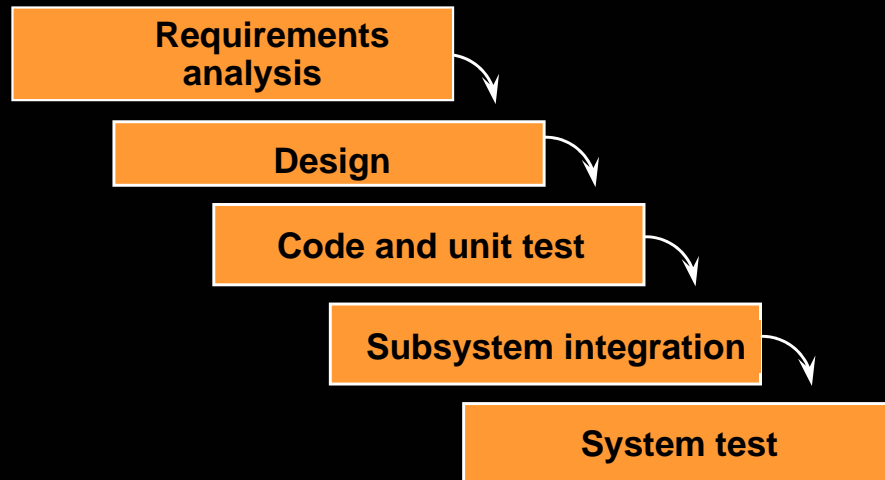 Requirements
analysis
Design
Code and unit test
Subsystem integration
System test